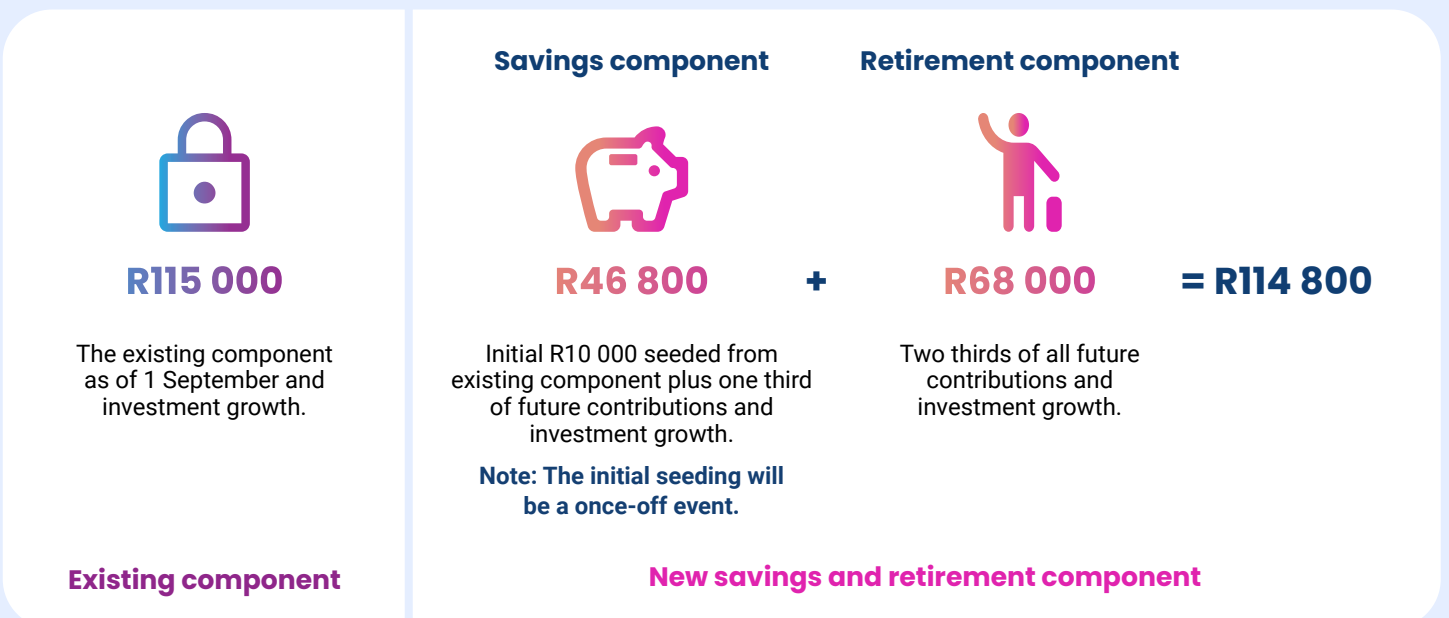 R115 000
The existing component
as of 1 September and
investment growth.
Existing component
Savings component
R46 800
Initial R10 000 seeded from
existing component plus one third
of future contributions and
investment growth.
Note: The initial seeding will
be a once-off event.
+
Retirement component
R68 000
Two thirds of all future
contributions and
investment growth.
= R114 800
New savings and retirement component